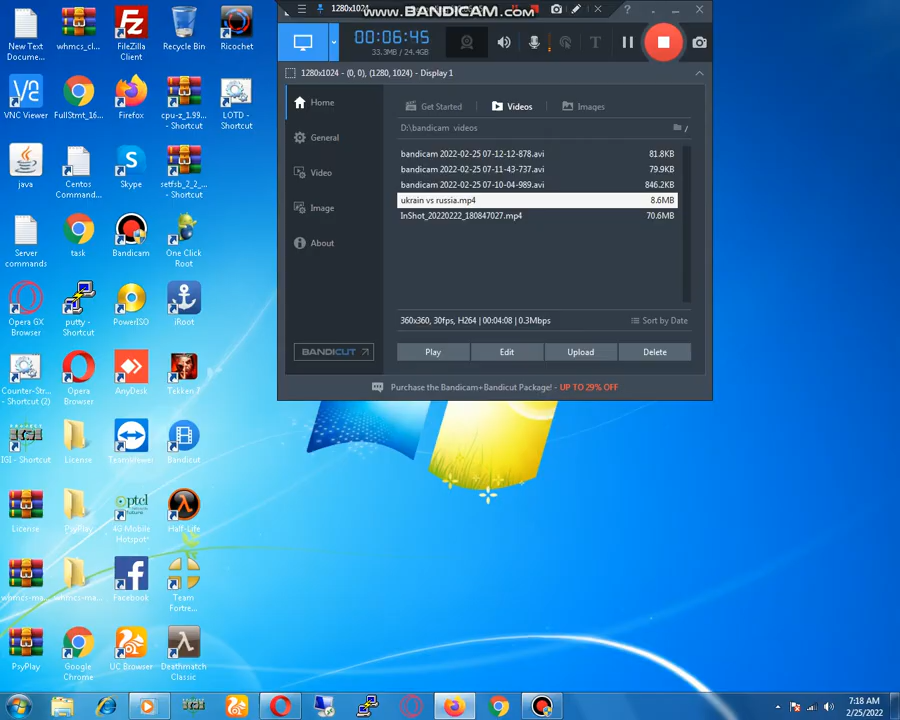 1280x1024
www.BANDICAM.com
00:06:45
33.3MB / 24.4GB
1280x1024 - (0, 0), (1280, 1024) - Display 1
Home
General
Video
Image
About
BANDICUT
Get Started
Videos
Images
D:\bandicam videos
bandicam 2022-02-25 07-12-12-878.avi 81.8KB
bandicam 2022-02-25 07-11-43-737.avi 79.9KB
bandicam 2022-02-25 07-10-04-989.avi 846.2KB
ukrain vs russia.mp4 8.6MB
InShot_20220222_180847027.mp4 70.6MB
360x360, 30fps, H264 | 00:04:08 | 0.3Mbps
Sort by Date
Play Edit Upload Delete
Purchase the Bandicam+Bandicut Package! - UP TO 29% OFF
New Text
Docume...
whmcs_cl...
FileZilla
Client
Recycle Bin
Ricochet
VNC Viewer
FullStmt_16...
Firefox
cpu-z_1.99...
- Shortcut
LOTD -
Shortcut
java
Centos
Command...
Skype
setfsb_2_2_...
- Shortcut
Server
commands
task
Bandicam
One Click
Root
Opera GX
Browser
putty -
Shortcut
PowerISO
iRoot
Counter-Str...
- Shortcut (2)
Opera
Browser
AnyDesk
Tekken 7
IGI - Shortcut
License
Teamviewer
Bandicut
License
PsyPlay
ptcl
4G Mobile
Hotspot
Half-Life
whmcs-ma...
whmcs-ma...
Facebook
Team
Fortre...
PsyPlay
Google
Chrome
UC Browser
Deathmatch
Classic
7:18 AM
2/25/2022